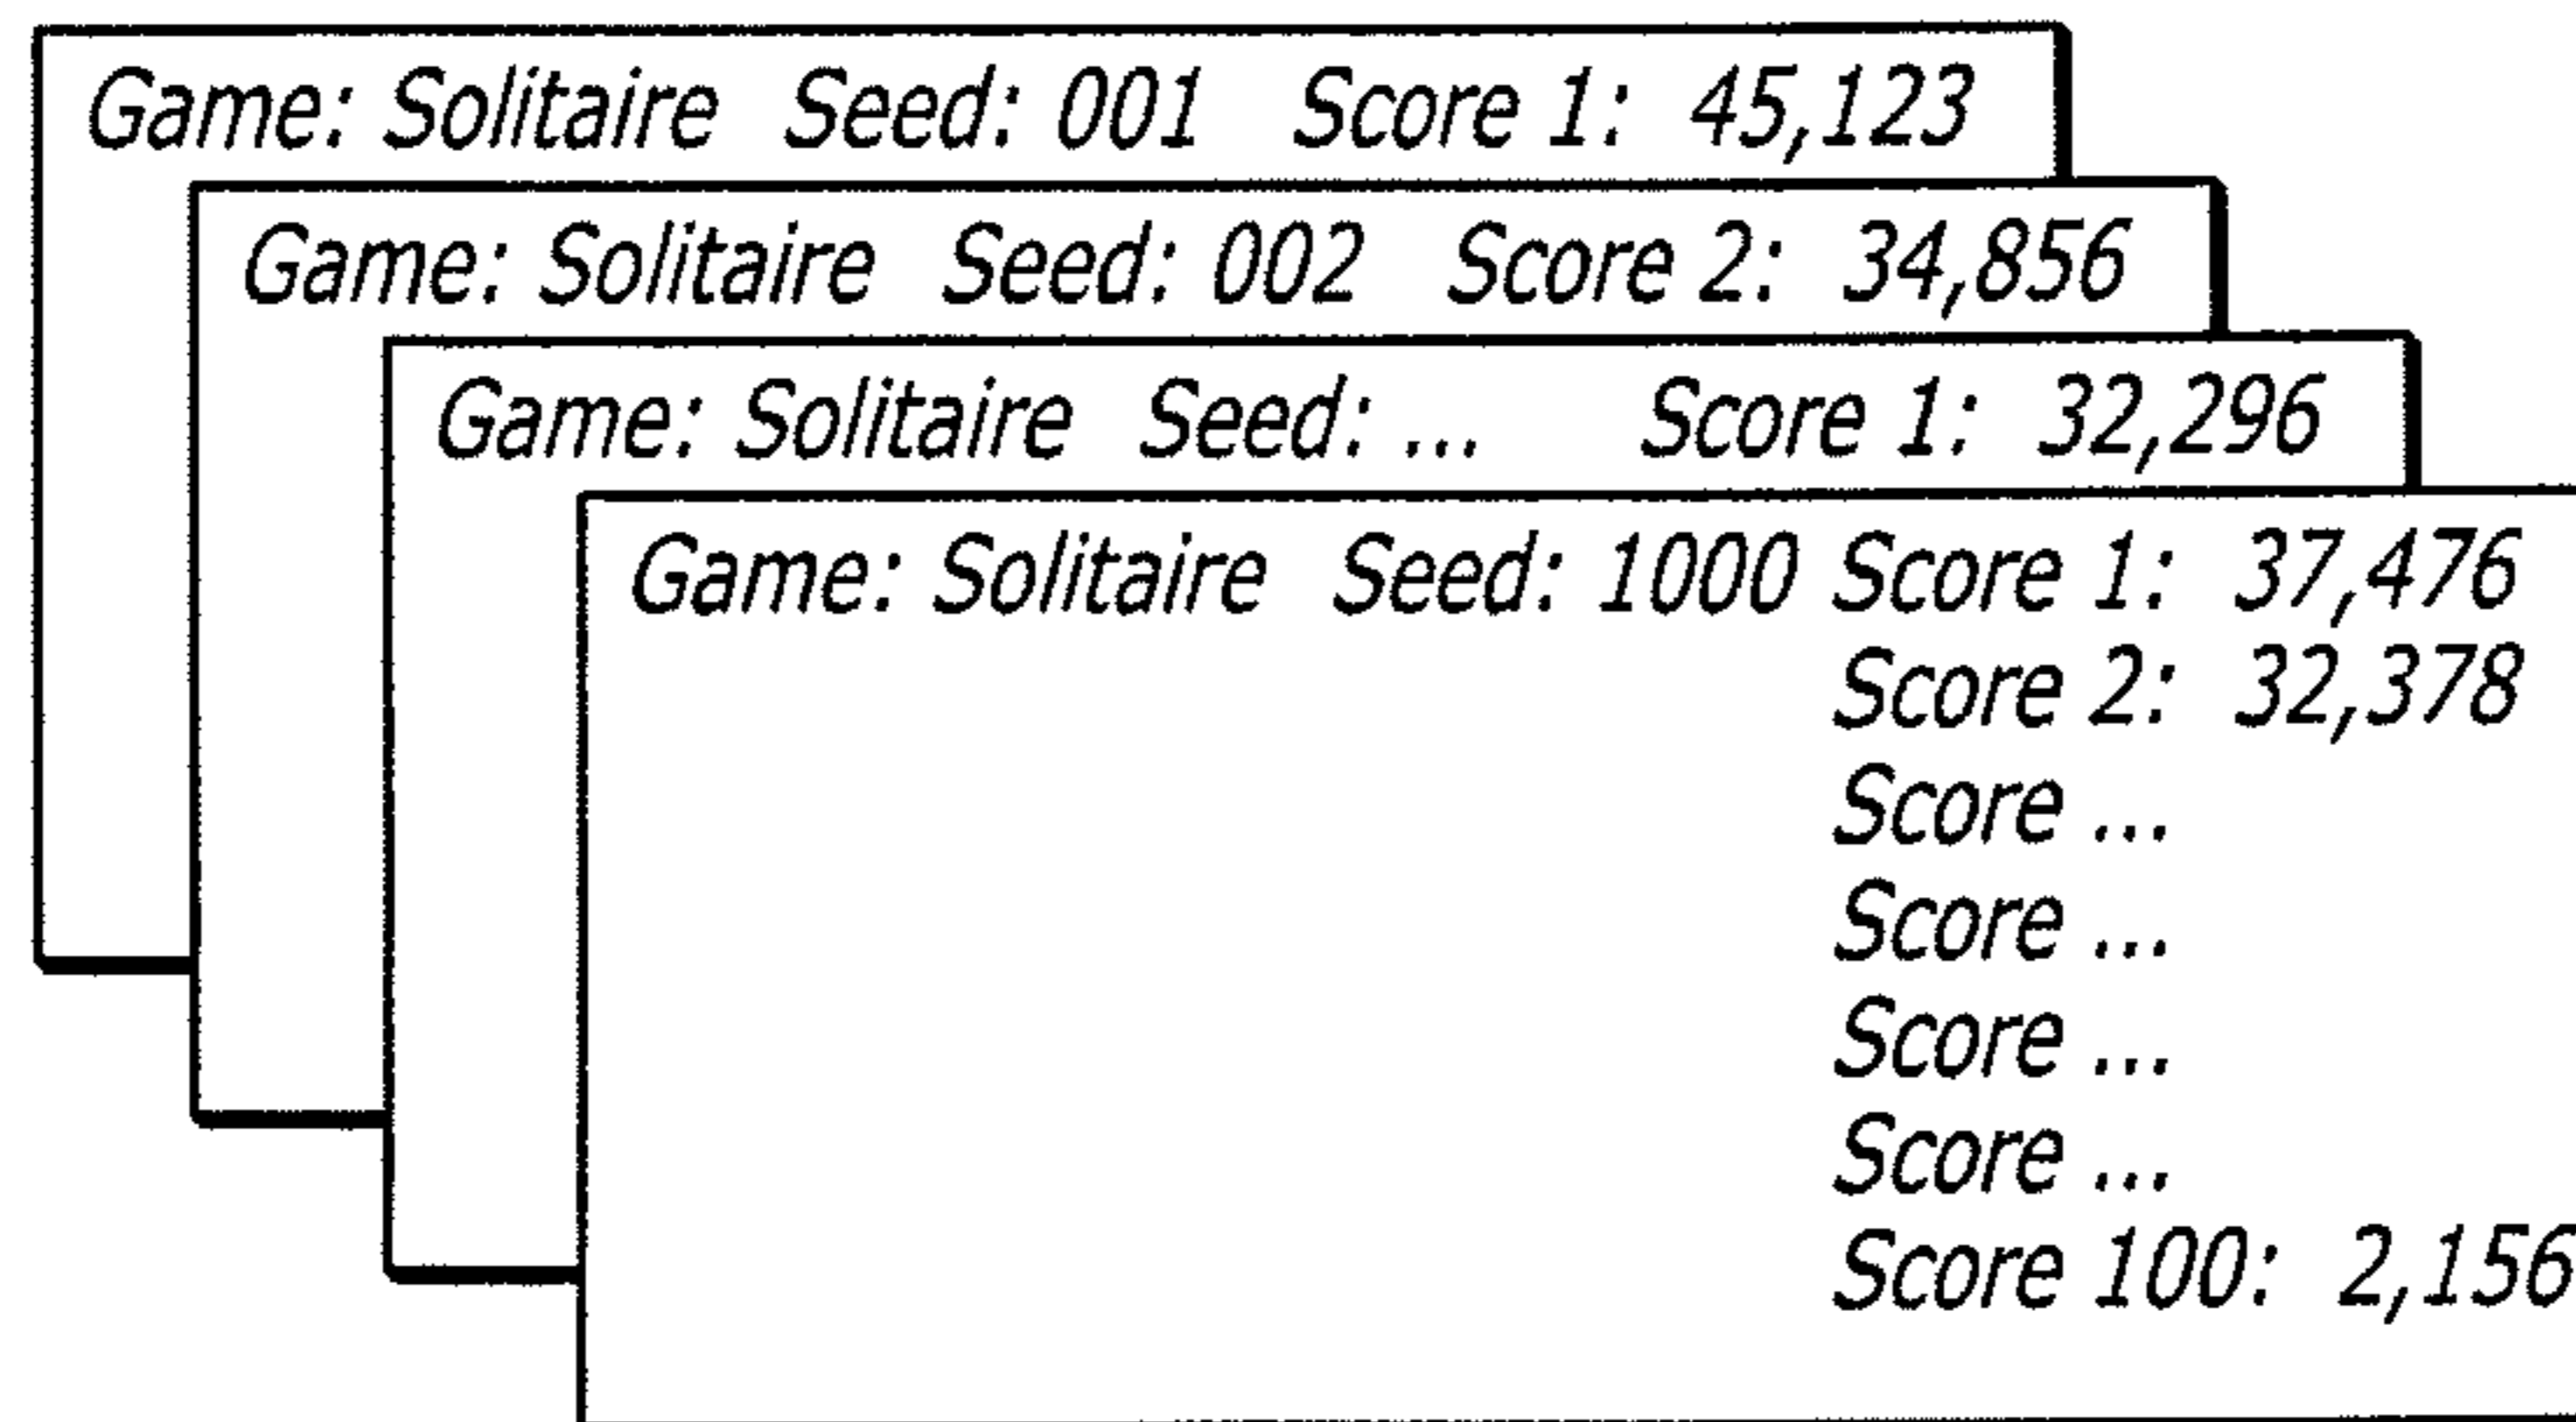 Game: Solitaire Seed: 001 Score 1: 45,123
Game: Solitaire Seed: 002 Score 2: 34,856
Game: Solitaire Seed: ... Score 1: 32,296
Game: Solitaire Seed: 1000 Score 1: 37,476
Score 2: 32,378
Score ...
Score ...
Score ...
Score ...
Score 100: 2,156